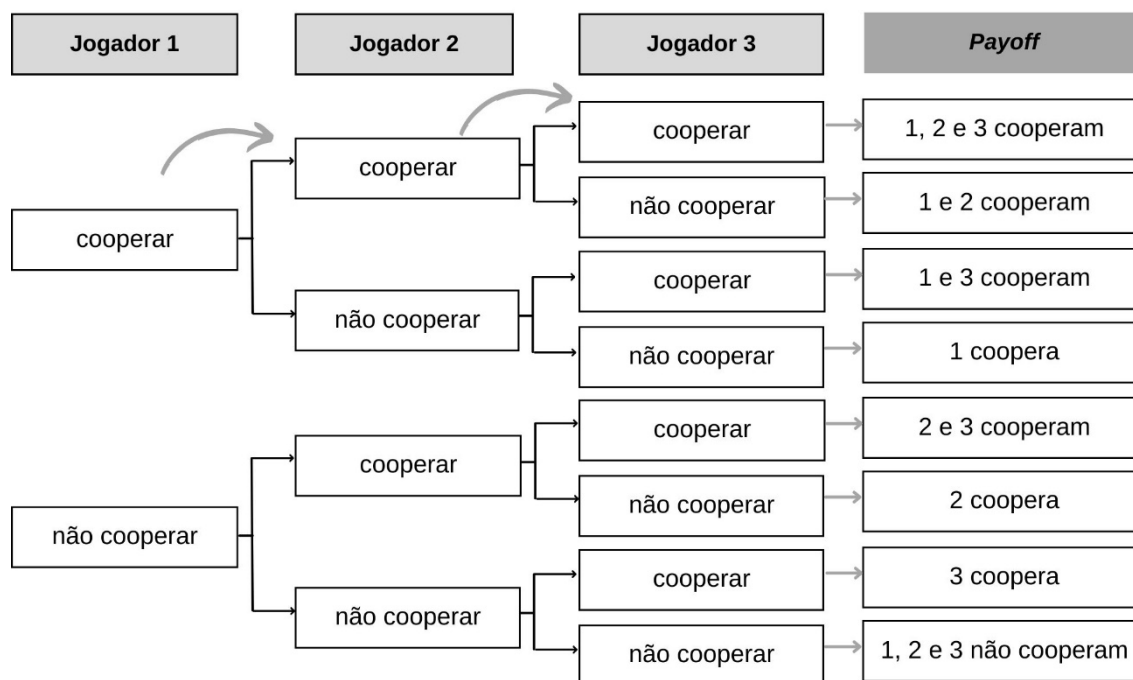 Jogador 1
Jogador 2
Jogador 3
Payoff
cooperar
não cooperar
cooperar
não cooperar
cooperar
não cooperar
cooperar
não cooperar
cooperar
não cooperar
cooperar
não cooperar
cooperar
não cooperar
1, 2 e 3 cooperam
1 e 2 cooperam
1 e 3 cooperam
1 coopera
2 e 3 cooperam
2 coopera
3 coopera
1, 2 e 3 não cooperam